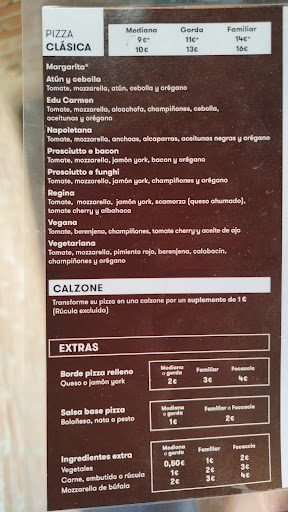 PIZZA
CLÁSICA
Mediana Gorda Familiar
9€* 11€* 14€*
10€ 13€ 16€
Margarita*
Atún y cebolla
Tomate, mozzarella, atún, cebolla y orégano
Edu Carmen
Tomate, mozzarella, alcachofa, champiñones, cebolla,
aceitunas y orégano
Napoletana
Tomate, mozzarella, anchoas, alcaparras, aceitunas negras y orégano
Prosciutto e bacon
Tomate, mozzarella, jamón york, bacon y orégano
Prosciutto e funghi
Tomate, mozzarella, jamón york, champiñones y orégano
Regina
Tomate, mozzarella, jamón york, scamorza (queso ahumado),
tomate cherry y albahaca
Vegana
Tomate, berenjena, champiñones, tomate cherry y aceite de ajo
Vegetariana
Tomate, mozzarella, pimiento rojo, berenjena, calabacín,
champiñones y orégano
CALZONE
Transforme su pizza en una calzone por un suplemento de 1 €
(Rúcula excluida)
EXTRAS
Borde pizza relleno
Queso o jamón york
Mediana o gorda Familiar Focaccia
2€ 3€ 4€
Salsa base pizza
Boloñesa, nata o pesto
Mediana o gorda Familiar o Foccacia
1€ 2€
Ingredientes extra
Mediana o gorda Familiar Focaccia
Vegetales 0,50€ 1€ 2€
Carne, embutido o rúcula 1€ 2€ 3€
Mozzarella de búfala 2€ 3€ 4€